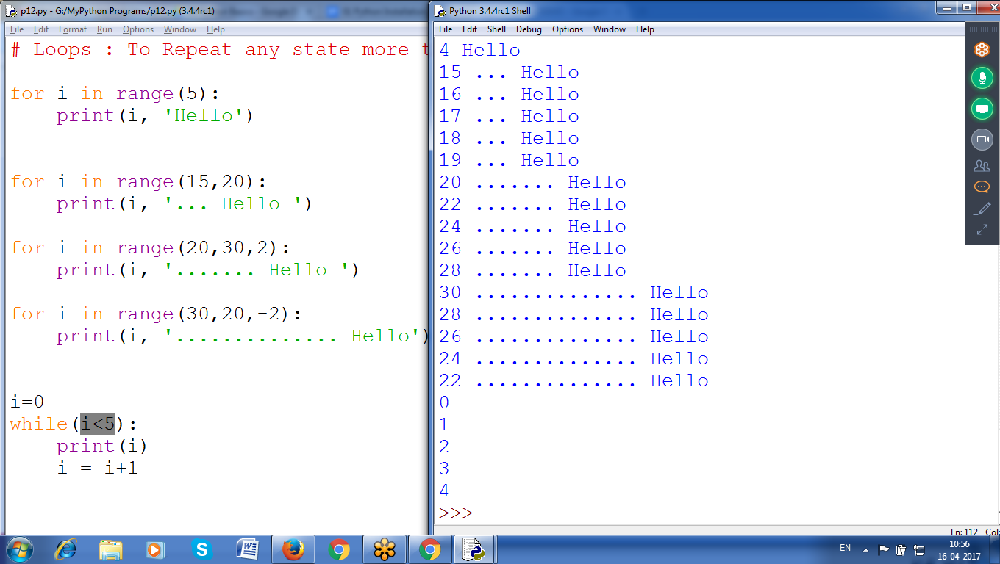 p12.py - G:/MyPython Programs/p12.py (3.4.4rc1)
File Edit Format Run Options Window Help
# Loops : To Repeat any state more t
for i in range(5):
    print(i, 'Hello')
for i in range(15,20):
    print(i, '... Hello ')
for i in range(20,30,2):
    print(i, '....... Hello ')
for i in range(30,20,-2):
    print(i, '.............. Hello')
i=0
while(i<5):
    print(i)
    i = i+1
Python 3.4.4rc1 Shell
File Edit Shell Debug Options Window Help
4 Hello
15 ... Hello
16 ... Hello
17 ... Hello
18 ... Hello
19 ... Hello
20 ....... Hello
22 ....... Hello
24 ....... Hello
26 ....... Hello
28 ....... Hello
30 .............. Hello
28 .............. Hello
26 .............. Hello
24 .............. Hello
22 .............. Hello
0
1
2
3
4
>>>
Ln: 112 Col:
EN
10:56
16-04-2017